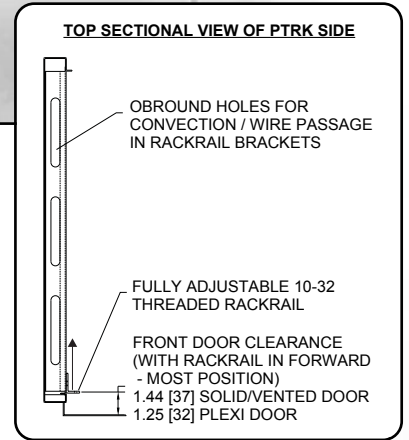 TOP SECTIONAL VIEW OF PTRK SIDE
OBROUND HOLES FOR
CONVECTION / WIRE PASSAGE
IN RACKRAIL BRACKETS
FULLY ADJUSTABLE 10-32
THREADED RACKRAIL
FRONT DOOR CLEARANCE
(WITH RACKRAIL IN FORWARD
- MOST POSITION)
1.44 [37] SOLID/VENTED DOOR
1.25 [32] PLEXI DOOR